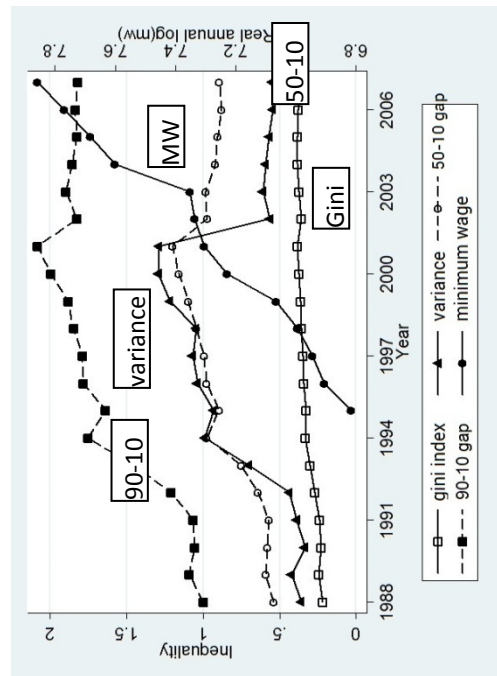 Real annual log(mw)
6.8 7 7.2 7.4 7.6 7.8
Inequality
0 .5 1 1.5 2
90-10
variance
MW
50-10
Gini
1988 1991 1994 1997 2000 2003 2006
Year
gini index
variance
90-10 gap
50-10 gap
minimum wage